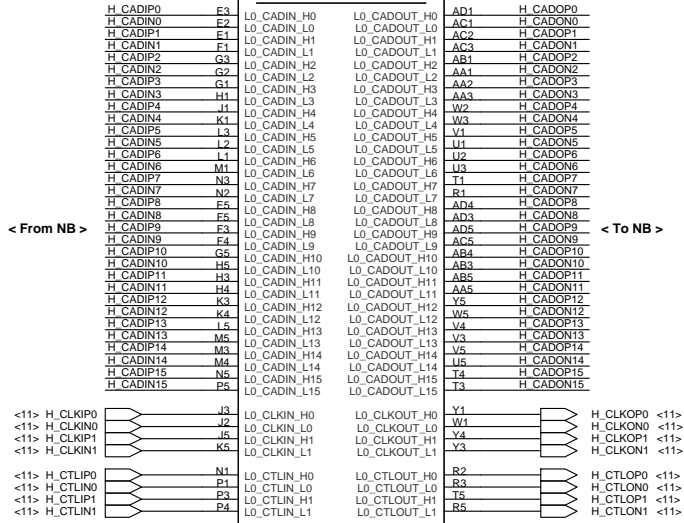 H_CADIP0 E3 L0_CADIN_H0 L0_CADOUT_H0 AD1 H_CADOP0
H_CADIN0 E2 L0_CADIN_L0 L0_CADOUT_L0 AC1 H_CADON0
H_CADIP1 E1 L0_CADIN_H1 L0_CADOUT_H1 AC2 H_CADOP1
H_CADIN1 F1 L0_CADIN_L1 L0_CADOUT_L1 AC3 H_CADON1
H_CADIP2 G3 L0_CADIN_H2 L0_CADOUT_H2 AB1 H_CADOP2
H_CADIN2 G2 L0_CADIN_L2 L0_CADOUT_L2 AA1 H_CADON2
H_CADIP3 G1 L0_CADIN_H3 L0_CADOUT_H3 AA2 H_CADOP3
H_CADIN3 H1 L0_CADIN_L3 L0_CADOUT_L3 AA3 H_CADON3
H_CADIP4 J1 L0_CADIN_H4 L0_CADOUT_H4 W2 H_CADOP4
H_CADIN4 K1 L0_CADIN_L4 L0_CADOUT_L4 W3 H_CADON4
H_CADIP5 L3 L0_CADIN_H5 L0_CADOUT_H5 V1 H_CADOP5
H_CADIN5 L2 L0_CADIN_L5 L0_CADOUT_L5 U1 H_CADON5
H_CADIP6 L1 L0_CADIN_H6 L0_CADOUT_H6 U2 H_CADOP6
H_CADIN6 M1 L0_CADIN_L6 L0_CADOUT_L6 U3 H_CADON6
H_CADIP7 N3 L0_CADIN_H7 L0_CADOUT_H7 T1 H_CADOP7
H_CADIN7 N2 L0_CADIN_L7 L0_CADOUT_L7 R1 H_CADON7
H_CADIP8 E5 L0_CADIN_H8 L0_CADOUT_H8 AD4 H_CADOP8
H_CADIN8 F5 L0_CADIN_L8 L0_CADOUT_L8 AD3 H_CADON8
< From NB > H_CADIP9 F3 L0_CADIN_H9 L0_CADOUT_H9 AD5 H_CADOP9 < To NB >
H_CADIN9 F4 L0_CADIN_L9 L0_CADOUT_L9 AC5 H_CADON9
H_CADIP10 G5 L0_CADIN_H10 L0_CADOUT_H10 AB4 H_CADOP10
H_CADIN10 H5 L0_CADIN_L10 L0_CADOUT_L10 AB3 H_CADON10
H_CADIP11 H3 L0_CADIN_H11 L0_CADOUT_H11 AB5 H_CADOP11
H_CADIN11 H4 L0_CADIN_L11 L0_CADOUT_L11 AA5 H_CADON11
H_CADIP12 K3 L0_CADIN_H12 L0_CADOUT_H12 Y5 H_CADOP12
H_CADIN12 K4 L0_CADIN_L12 L0_CADOUT_L12 W5 H_CADON12
H_CADIP13 L5 L0_CADIN_H13 L0_CADOUT_H13 V4 H_CADOP13
H_CADIN13 M5 L0_CADIN_L13 L0_CADOUT_L13 V3 H_CADON13
H_CADIP14 M3 L0_CADIN_H14 L0_CADOUT_H14 V5 H_CADOP14
H_CADIN14 M4 L0_CADIN_L14 L0_CADOUT_L14 U5 H_CADON14
H_CADIP15 N5 L0_CADIN_H15 L0_CADOUT_H15 T4 H_CADOP15
H_CADIN15 P5 L0_CADIN_L15 L0_CADOUT_L15 T3 H_CADON15
<11> H_CLKIP0 J3 L0_CLKIN_H0 L0_CLKOUT_H0 Y1 H_CLKOP0 <11>
<11> H_CLKIN0 J2 L0_CLKIN_L0 L0_CLKOUT_L0 W1 H_CLKON0 <11>
<11> H_CLKIP1 J5 L0_CLKIN_H1 L0_CLKOUT_H1 Y4 H_CLKOP1 <11>
<11> H_CLKIN1 K5 L0_CLKIN_L1 L0_CLKOUT_L1 Y3 H_CLKON1 <11>
<11> H_CTLIP0 N1 L0_CTLIN_H0 L0_CTLOUT_H0 R2 H_CTLOP0 <11>
<11> H_CTLIN0 P1 L0_CTLIN_L0 L0_CTLOUT_L0 R3 H_CTLON0 <11>
<11> H_CTLIP1 P3 L0_CTLIN_H1 L0_CTLOUT_H1 T5 H_CTLOP1 <11>
<11> H_CTLIN1 P4 L0_CTLIN_L1 L0_CTLOUT_L1 R5 H_CTLON1 <11>